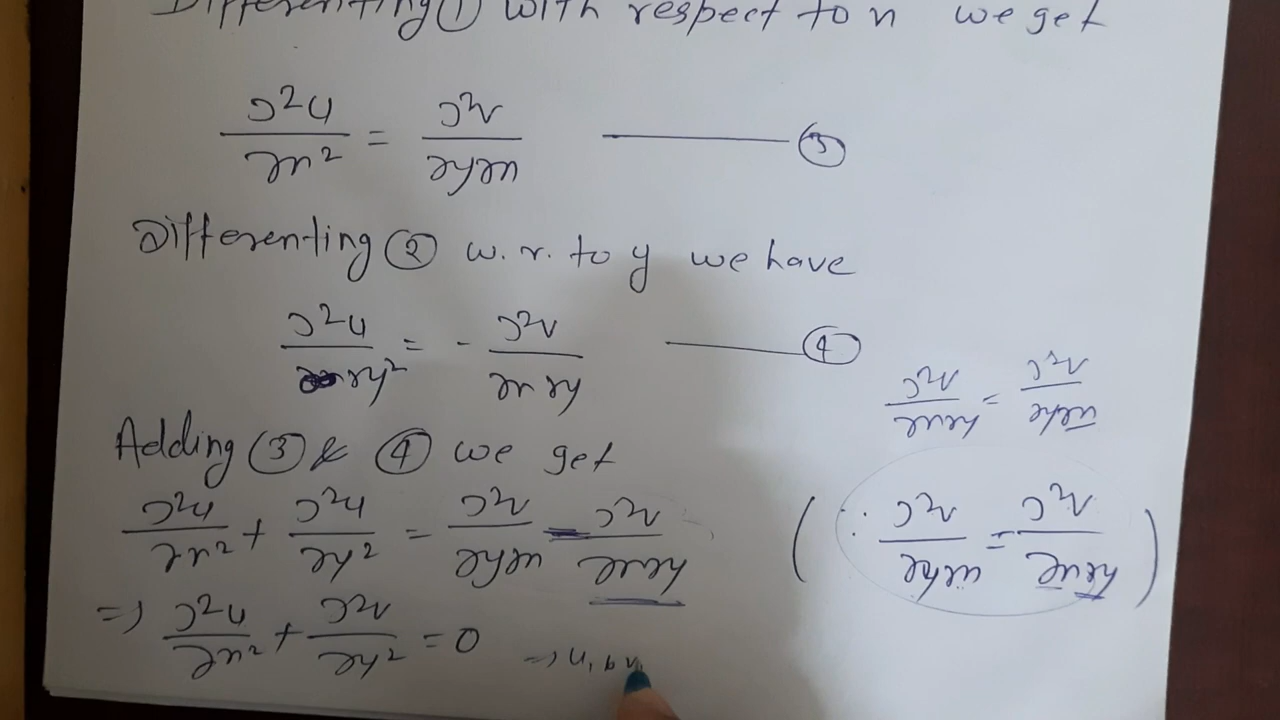 Differenting ① with respect to x we get
∂²u/∂x² = ∂²v/∂y∂x ——— ③
Differenting ② w.r. to y we have
∂²u/∂y² = - ∂²v/∂x∂y ——— ④
∂²v/∂x∂y = ∂²v/∂y∂x
Adding ③ & ④ we get
∂²u/∂x² + ∂²u/∂y² = ∂²v/∂y∂x - ∂²v/∂x∂y (∵ ∂²v/∂y∂x = ∂²v/∂x∂y)
=) ∂²u/∂x² + ∂²u/∂y² = 0